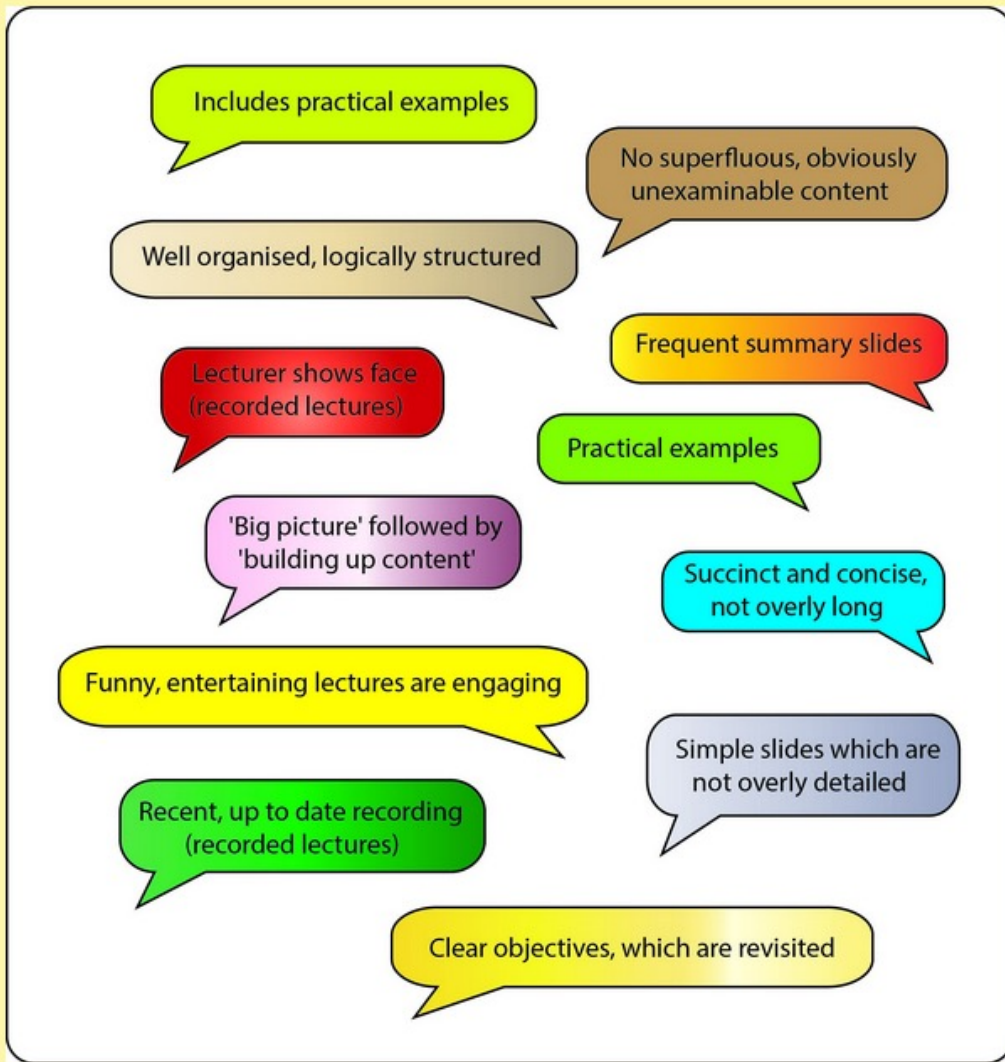 Includes practical examples
No superfluous, obviously
unexaminable content
Well organised, logically structured
Frequent summary slides
Lecturer shows face
(recorded lectures)
Practical examples
'Big picture' followed by
'building up content'
Succinct and concise,
not overly long
Funny, entertaining lectures are engaging
Simple slides which are
not overly detailed
Recent, up to date recording
(recorded lectures)
Clear objectives, which are revisited